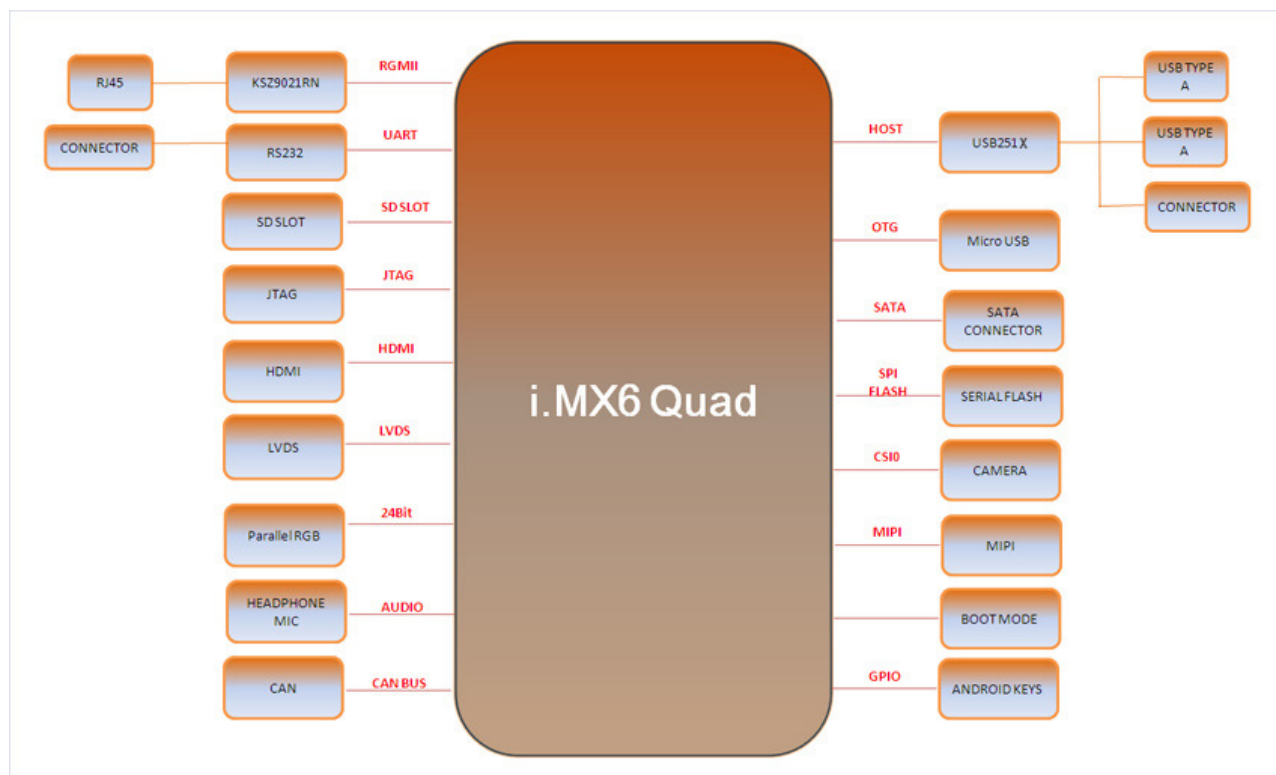 RJ45
KSZ9021RN
RGMII
CONNECTOR
RS232
UART
SD SLOT
SD SLOT
JTAG
JTAG
HDMI
HDMI
LVDS
LVDS
Parallel RGB
24Bit
HEADPHONE
MIC
AUDIO
CAN
CAN BUS
i.MX6 Quad
HOST
USB251X
USB TYPE
A
USB TYPE
A
CONNECTOR
OTG
Micro USB
SATA
SATA
CONNECTOR
SPI
FLASH
SERIAL FLASH
CSI0
CAMERA
MIPI
MIPI
BOOT MODE
GPIO
ANDROID KEYS